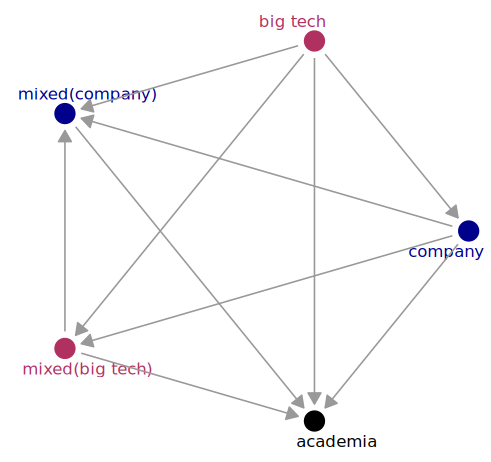 big tech
mixed(company)
company
mixed(big tech)
academia